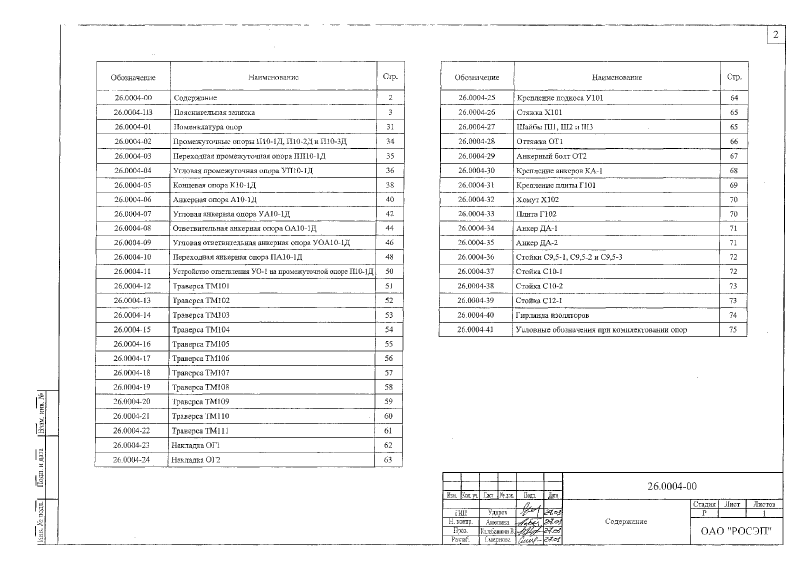 2
Обозначение Наименование Стр.
26.0004-00 Содержание 2
26.0004-ПЗ Пояснительная записка 3
26.0004-01 Номенклатура опор 31
26.0004-02 Промежуточные опоры П10-1Д, П10-2Д и П10-3Д 34
26.0004-03 Переходная промежуточная опора ПП10-1Д 35
26.0004-04 Угловая промежуточная опора УП10-1Д 36
26.0004-05 Концевая опора К10-1Д 38
26.0004-06 Анкерная опора А10-1Д 40
26.0004-07 Угловая анкерная опора УА10-1Д 42
26.0004-08 Ответвительная анкерная опора ОА10-1Д 44
26.0004-09 Угловая ответвительная анкерная опора УОА10-1Д 46
26.0004-10 Переходная анкерная опора ПА10-1Д 48
26.0004-11 Устройство ответвления УО-1 на промежуточной опоре П10-1Д 50
26.0004-12 Траверса ТМ101 51
26.0004-13 Траверса ТМ102 52
26.0004-14 Траверса ТМ103 53
26.0004-15 Траверса ТМ104 54
26.0004-16 Траверса ТМ105 55
26.0004-17 Траверса ТМ106 56
26.0004-18 Траверса ТМ107 57
26.0004-19 Траверса ТМ108 58
26.0004-20 Траверса ТМ109 59
26.0004-21 Траверса ТМ110 60
26.0004-22 Траверса ТМ111 61
26.0004-23 Накладка ОГ1 62
26.0004-24 Накладка ОГ2 63
Обозначение Наименование Стр.
26.0004-25 Крепление подкоса У101 64
26.0004-26 Стяжка Х101 65
26.0004-27 Шайбы Ш1, Ш2 и Ш3 65
26.0004-28 Оттяжка ОТ1 66
26.0004-29 Анкерный болт ОТ2 67
26.0004-30 Крепление анкеров КА-1 68
26.0004-31 Крепление плиты Г101 69
26.0004-32 Хомут Х102 70
26.0004-33 Плита Г102 70
26.0004-34 Анкер ДА-1 71
26.0004-35 Анкер ДА-2 71
26.0004-36 Стойки С9,5-1, С9,5-2 и С9,5-3 72
26.0004-37 Стойка С10-1 72
26.0004-38 Стойка С10-2 73
26.0004-39 Стойка С12-1 73
26.0004-40 Гирлянда изоляторов 74
26.0004-41 Условные обозначения при комплектовании опор 75
Взам. инв. №
Подп. и дата
Инв. № подл.
26.0004-00
Изм. Кол. уч. Лист № док. Подп. Дата
ГИП Ударов
Н. контр.
Пров.
Разраб. Смирнова
Содержание
Стадия Лист Листов
Р 1
ОАО "РОСЭП"